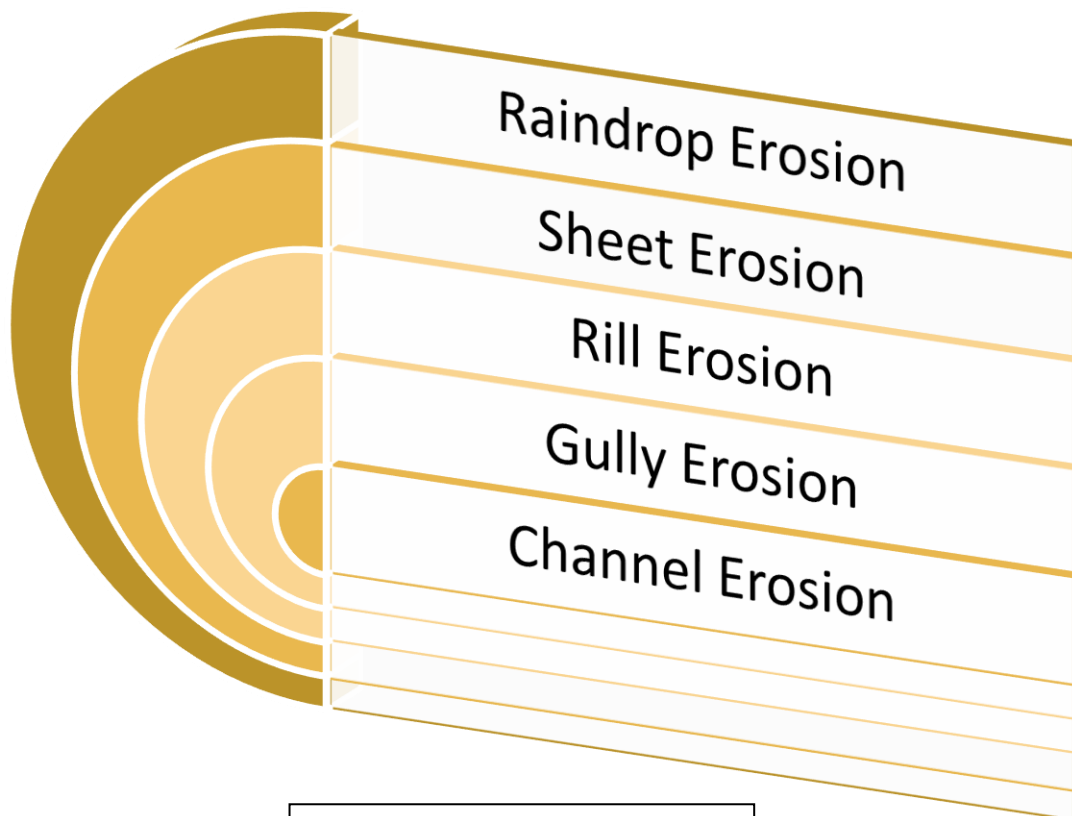 Raindrop Erosion
Sheet Erosion
Rill Erosion
Gully Erosion
Channel Erosion